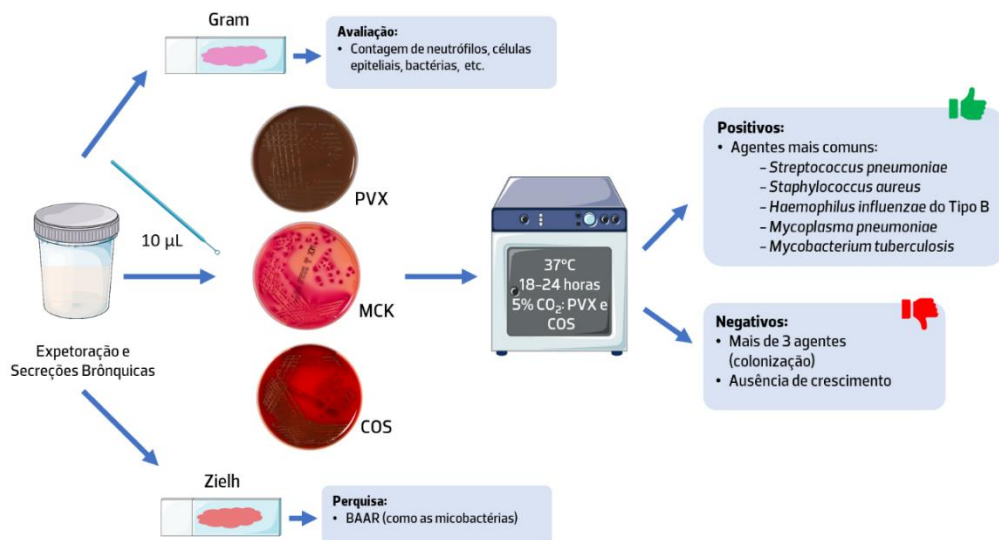 Gram
Avaliação:
• Contagem de neutrófilos, células
epiteliais, bactérias, etc.
PVX
10 µL
MCK
COS
Expetoração e
Secreções Brônquicas
37ºC
18-24 horas
5% CO₂: PVX e
COS
Positivos:
• Agentes mais comuns:
– Streptococcus pneumoniae
– Staphylococcus aureus
– Haemophilus influenzae do Tipo B
– Mycoplasma pneumoniae
– Mycobacterium tuberculosis
Negativos:
• Mais de 3 agentes
(colonização)
• Ausência de crescimento
Zielh
Perquisa:
• BAAR (como as micobactérias)